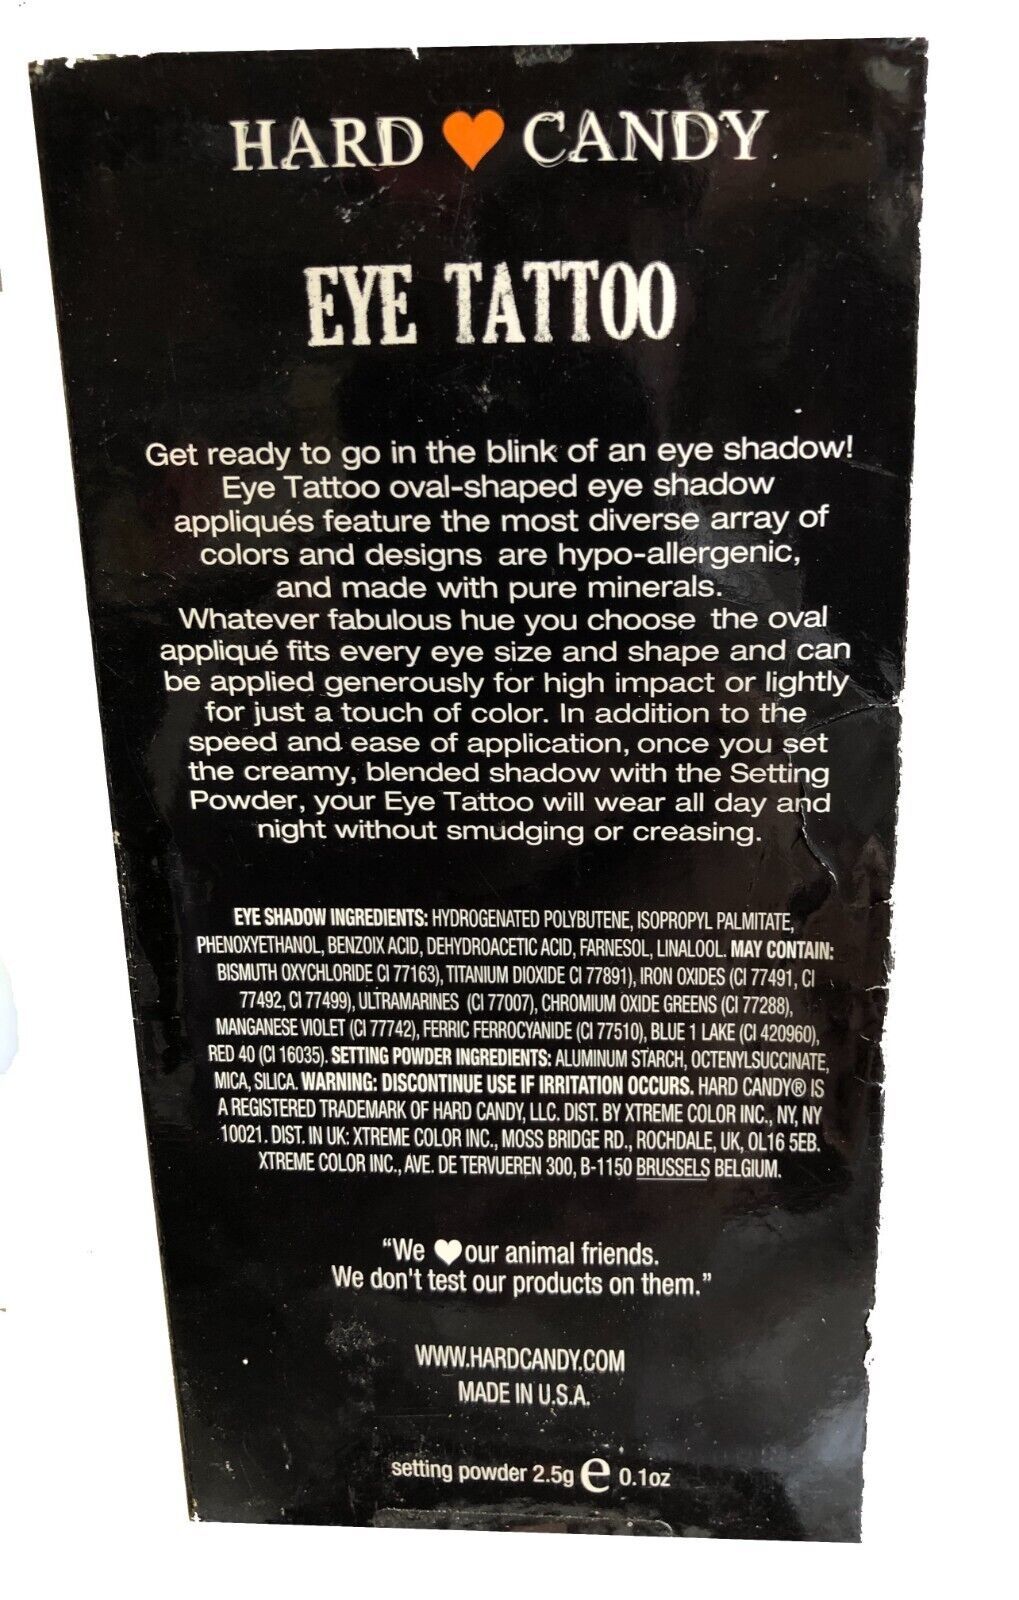 HARD 🧡 CANDY
EYE TATTOO
Get ready to go in the blink of an eye shadow!
Eye Tattoo oval-shaped eye shadow
appliqués feature the most diverse array of
colors and designs are hypo-allergenic,
and made with pure minerals.
Whatever fabulous hue you choose the oval
appliqué fits every eye size and shape and can
be applied generously for high impact or lightly
for just a touch of color. In addition to the
speed and ease of application, once you set
the creamy, blended shadow with the Setting
Powder, your Eye Tattoo will wear all day and
night without smudging or creasing.
EYE SHADOW INGREDIENTS: HYDROGENATED POLYBUTENE, ISOPROPYL PALMITATE,
PHENOXYETHANOL, BENZOIX ACID, DEHYDROACETIC ACID, FARNESOL, LINALOOL. MAY CONTAIN:
BISMUTH OXYCHLORIDE CI 77163), TITANIUM DIOXIDE CI 77891), IRON OXIDES (CI 77491, CI
77492, CI 77499), ULTRAMARINES (CI 77007), CHROMIUM OXIDE GREENS (CI 77288),
MANGANESE VIOLET (CI 77742), FERRIC FERROCYANIDE (CI 77510), BLUE 1 LAKE (CI 420960),
RED 40 (CI 16035). SETTING POWDER INGREDIENTS: ALUMINUM STARCH, OCTENYLSUCCINATE,
MICA, SILICA. WARNING: DISCONTINUE USE IF IRRITATION OCCURS. HARD CANDY® IS
A REGISTERED TRADEMARK OF HARD CANDY, LLC. DIST. BY XTREME COLOR INC., NY, NY
10021. DIST. IN UK: XTREME COLOR INC., MOSS BRIDGE RD., ROCHDALE, UK, OL16 5EB.
XTREME COLOR INC., AVE. DE TERVUEREN 300, B-1150 BRUSSELS BELGIUM.
“We ♥ our animal friends.
We don't test our products on them.”
WWW.HARDCANDY.COM
MADE IN U.S.A.
setting powder 2.5g ℮ 0.1oz